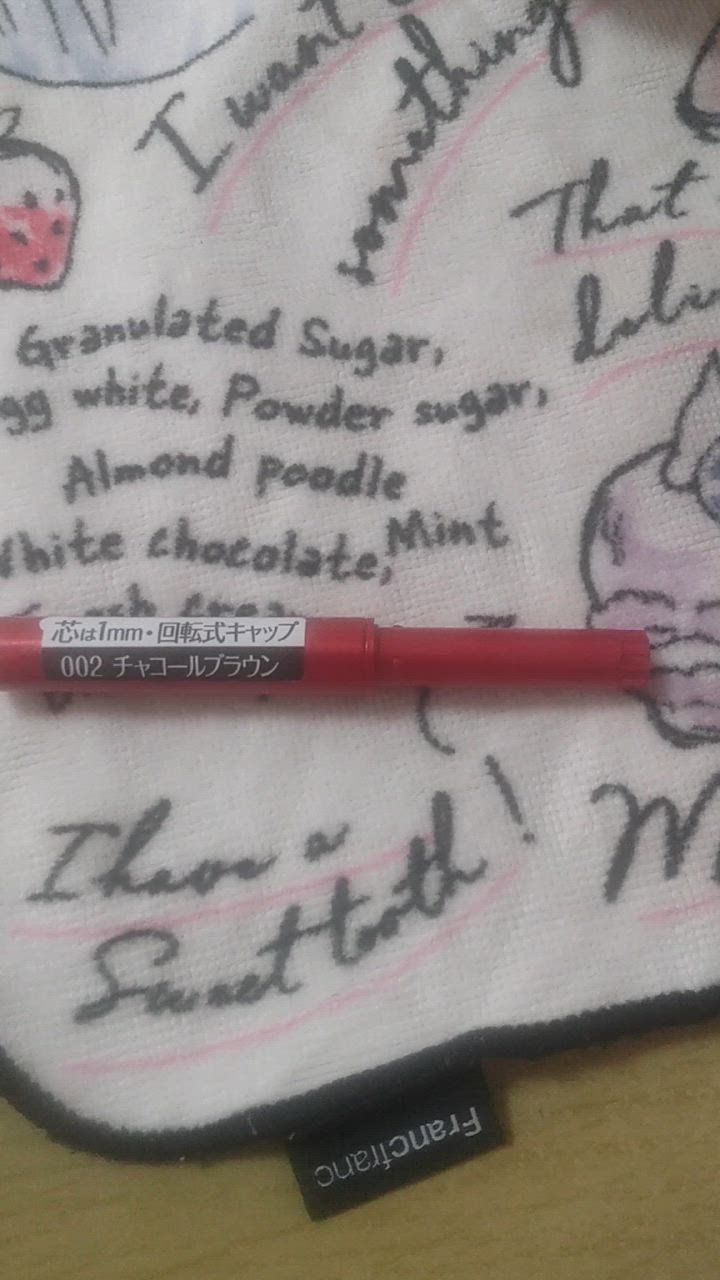 I want
something
That
Granulated Sugar,
gg white, Powder sugar,
Almond poodle
White chocolate, Mint
芯は1mm・回転式キャップ
002 チャコールブラウン
I have a
Sweet tooth!
Francfranc